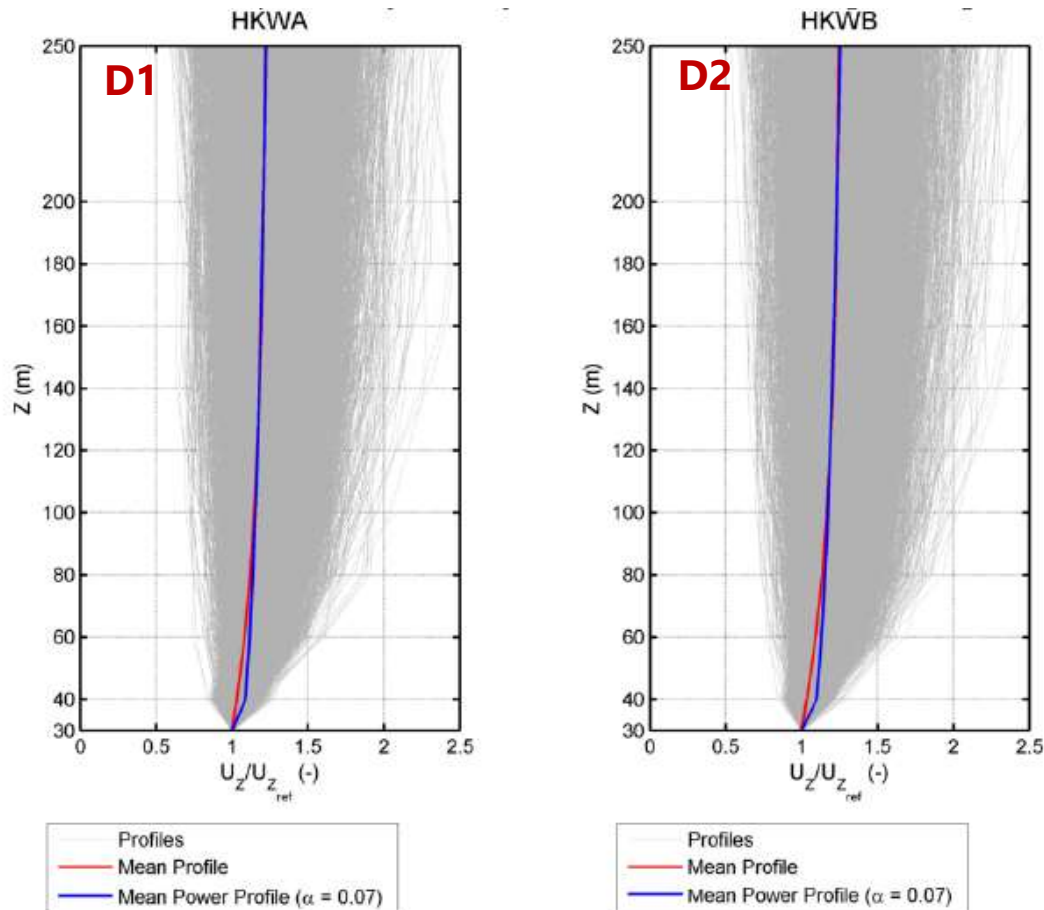 HKWA
D1
250
200
180
160
140
120
100
80
60
40
30
Z (m)
0 0.5 1 1.5 2 2.5
U_Z/U_Z_ref (-)
Profiles
Mean Profile
Mean Power Profile (α = 0.07)
HKWB
D2
250
200
180
160
140
120
100
80
60
40
30
Z (m)
0 0.5 1 1.5 2 2.5
U_Z/U_Z_ref (-)
Profiles
Mean Profile
Mean Power Profile (α = 0.07)